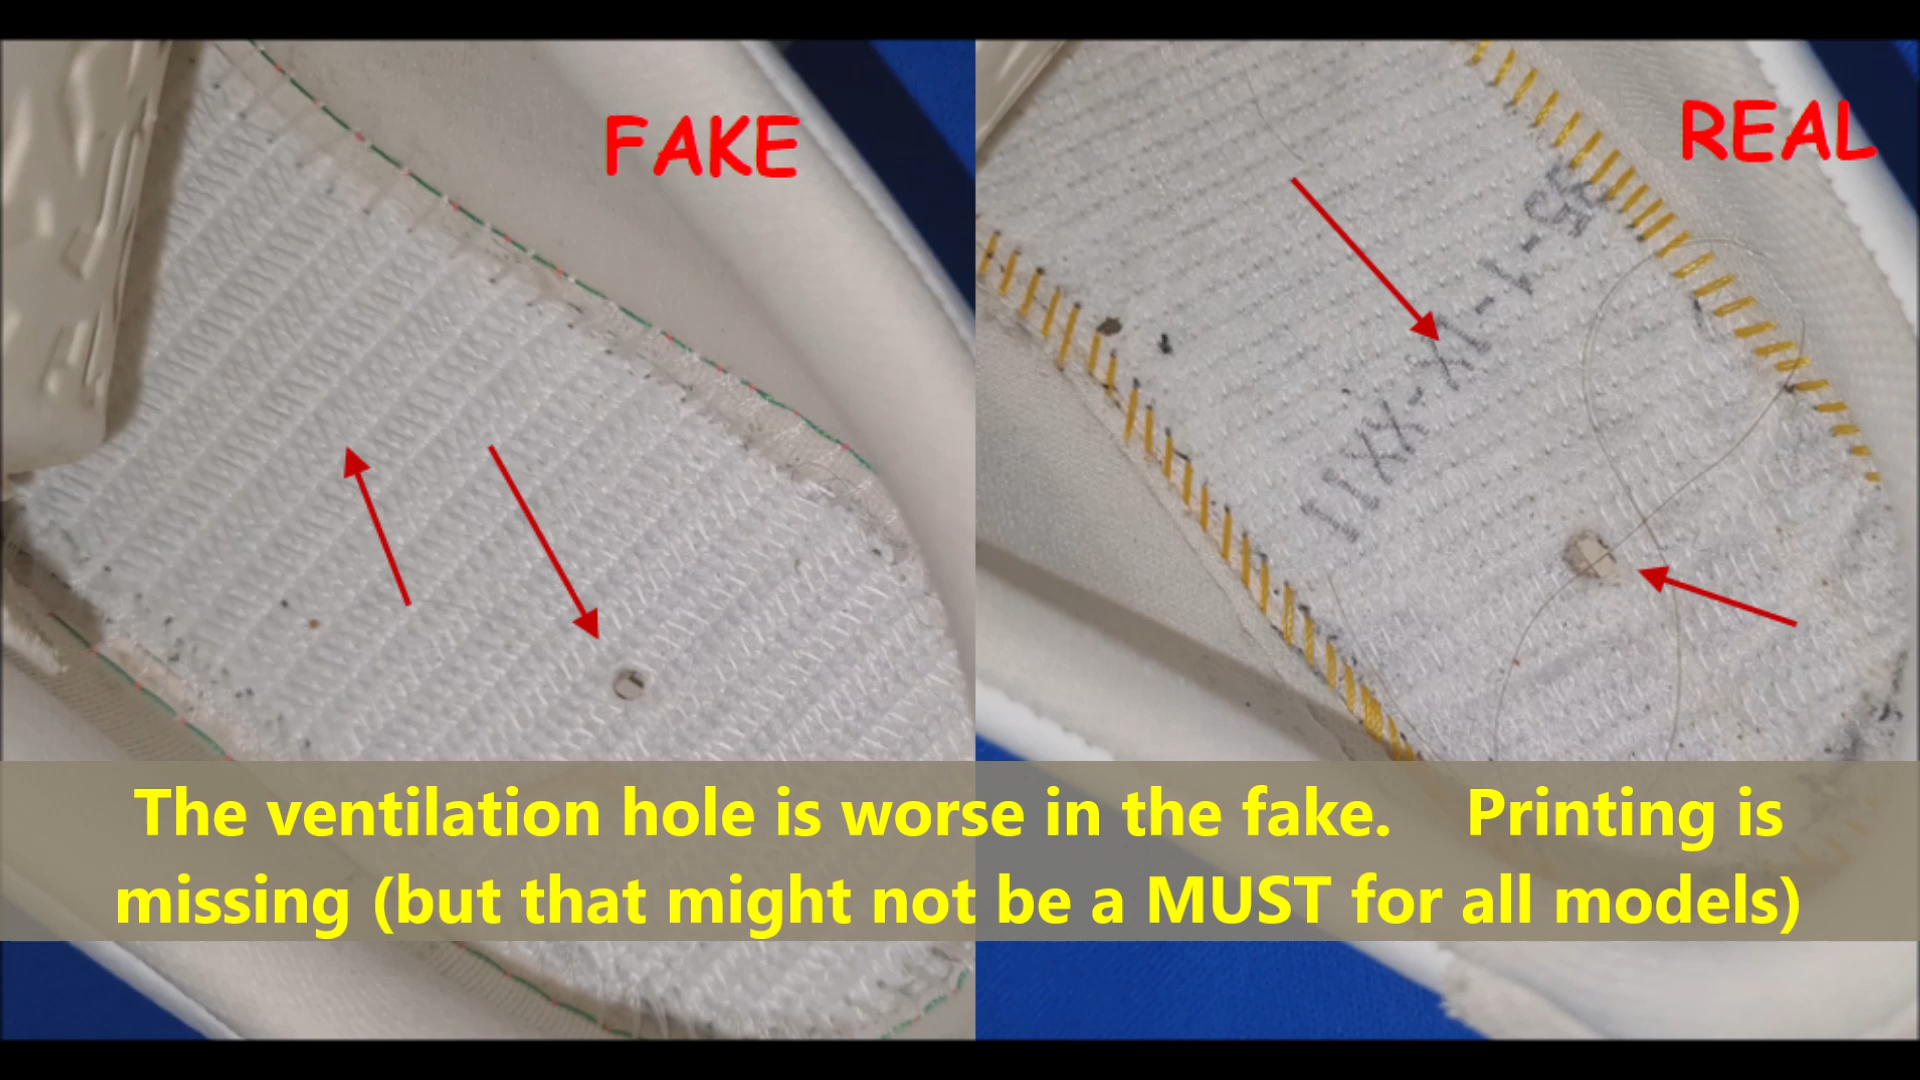 FAKE
REAL
The ventilation hole is worse in the fake. Printing is
missing (but that might not be a MUST for all models)